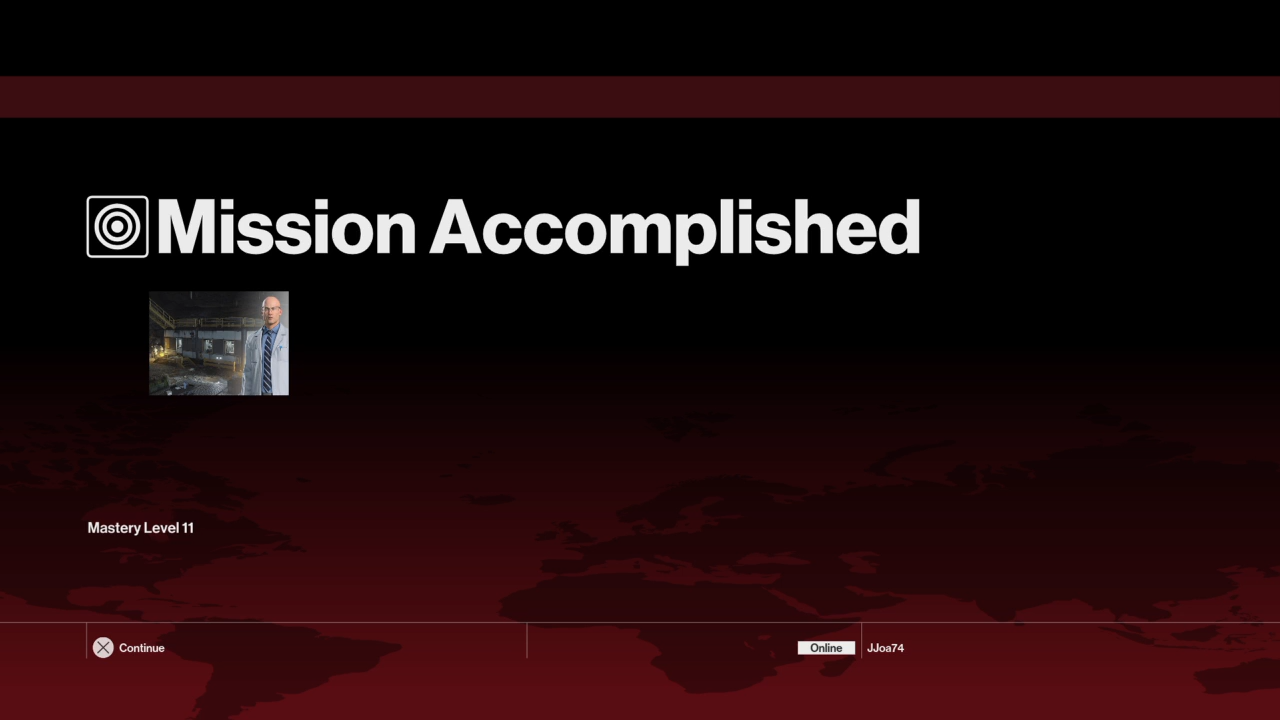 Mission Accomplished
Mastery Level 11
Continue
Online
JJoa74